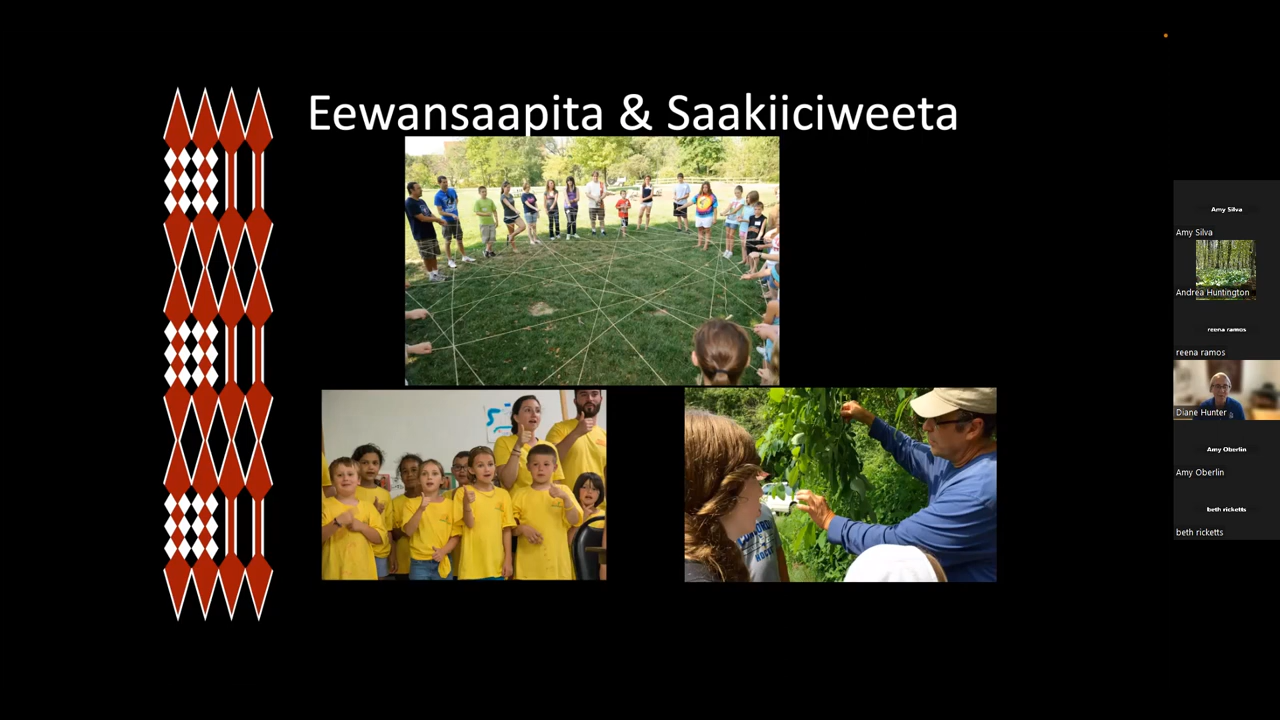 Eewansaapita & Saakiiciweeta
Amy Silva
Amy Silva
Andrea Huntington
reena ramos
reena ramos
Diane Hunter
Amy Oberlin
Amy Oberlin
beth ricketts
beth ricketts